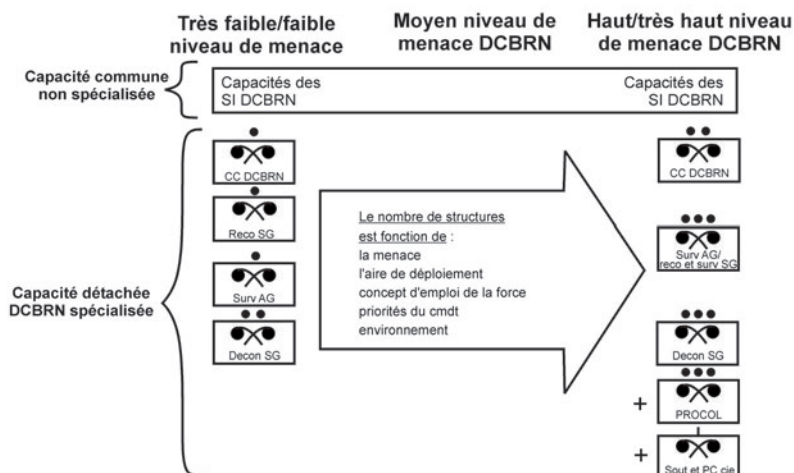 Très faible/faible
niveau de menace
Moyen niveau de
menace DCBRN
Haut/très haut niveau
de menace DCBRN
Capacité commune
non spécialisée
Capacités des
SI DCBRN
Capacités des
SI DCBRN
Capacité détachée
DCBRN spécialisée
CC DCBRN
Reco SG
Surv AG
Decon SG
Le nombre de structures
est fonction de :
la menace
l'aire de déploiement
concept d'emploi de la force
priorités du cmdt
environnement
CC DCBRN
Surv AG/
reco et surv SG
Decon SG
+
PROCOL
+
Sout et PC cie